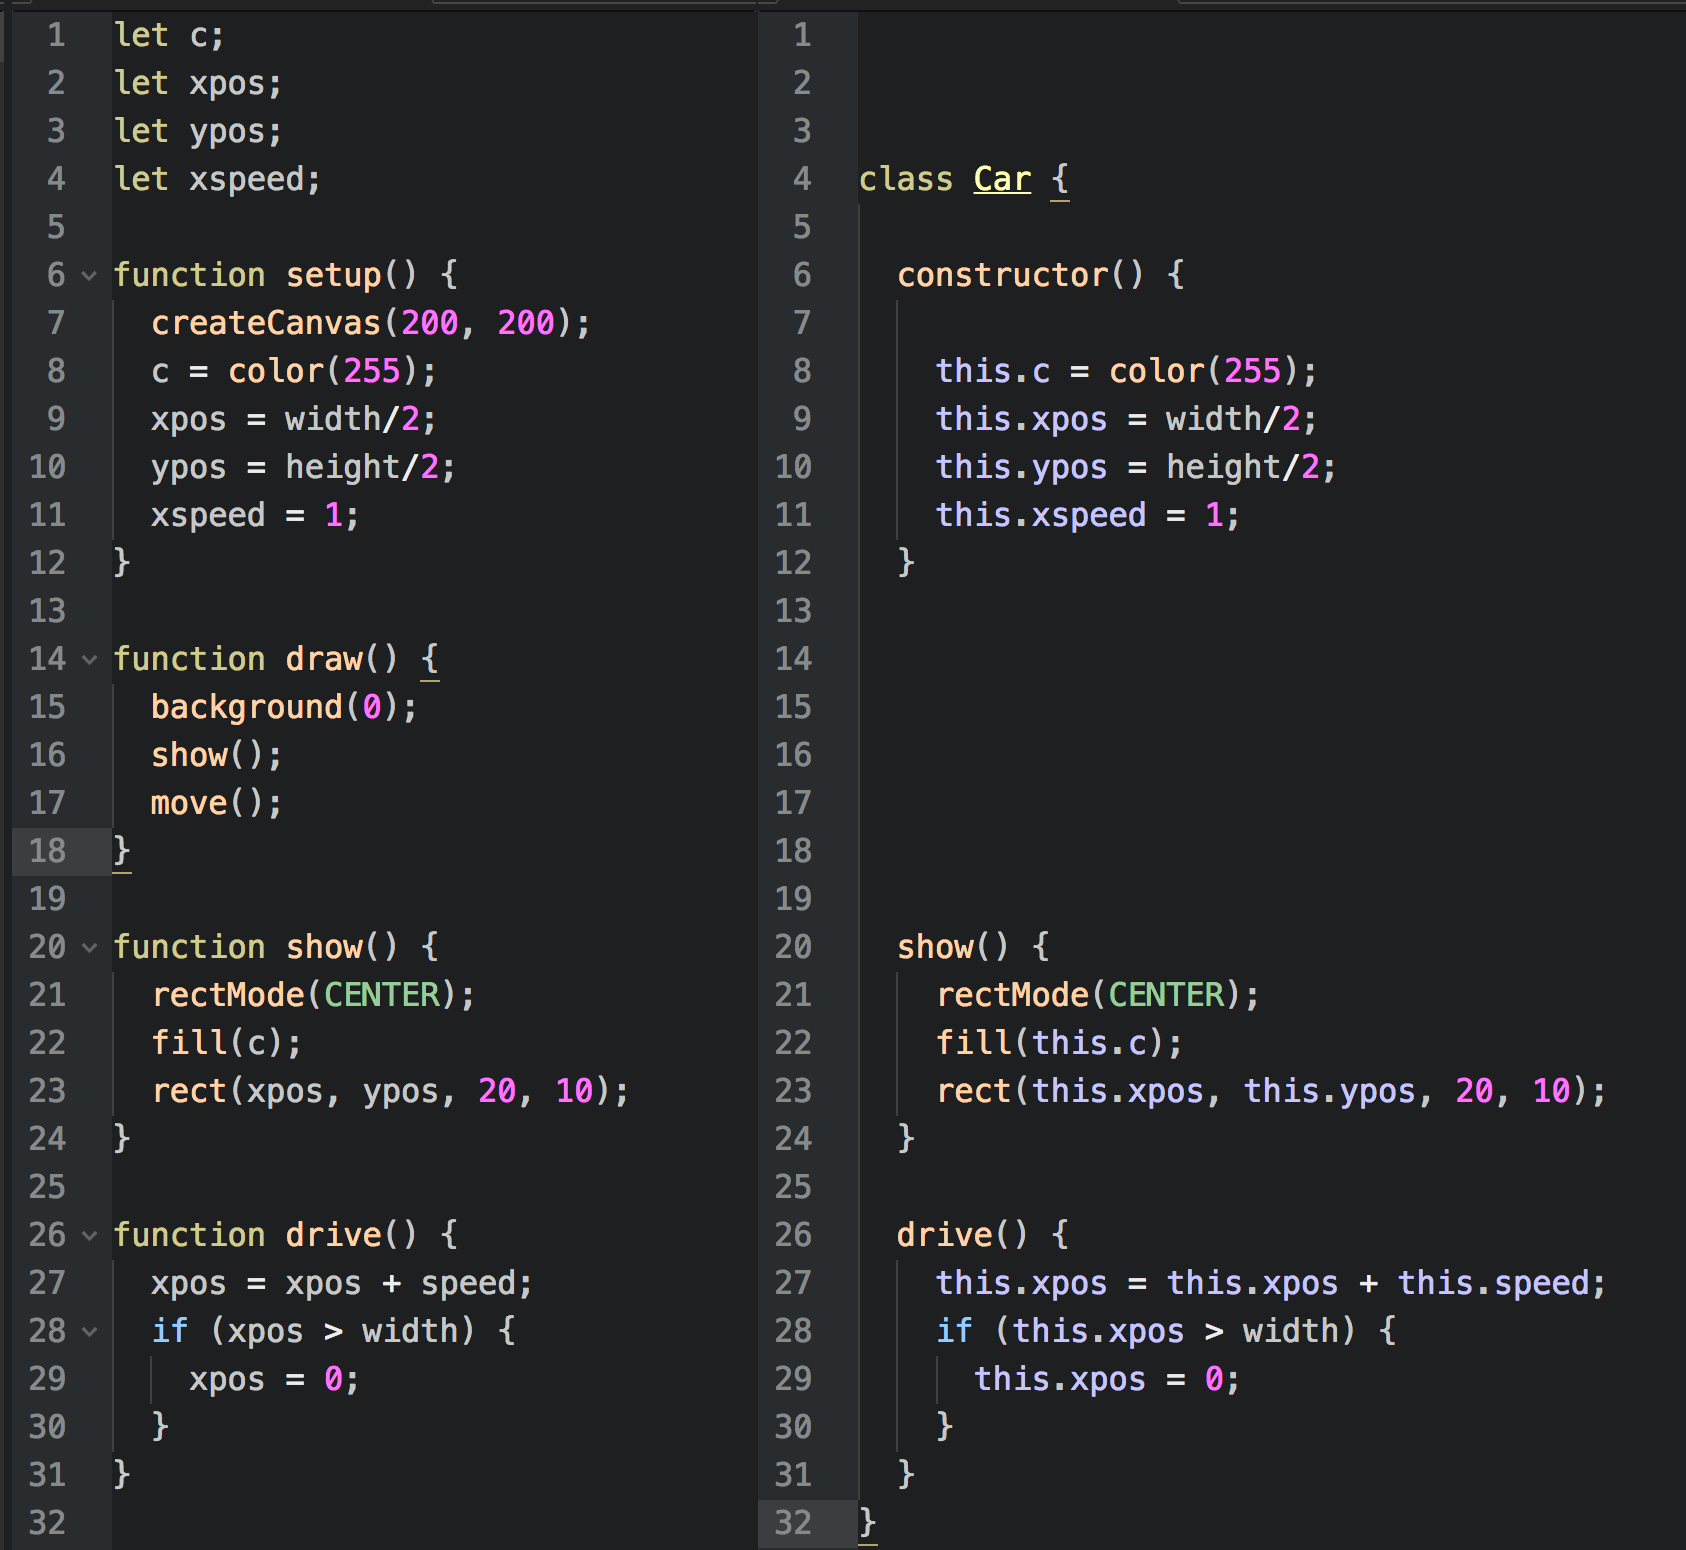 1 let c;
2 let xpos;
3 let ypos;
4 let xspeed;
5
6 function setup() {
7   createCanvas(200, 200);
8   c = color(255);
9   xpos = width/2;
10   ypos = height/2;
11   xspeed = 1;
12 }
13
14 function draw() {
15   background(0);
16   show();
17   move();
18 }
19
20 function show() {
21   rectMode(CENTER);
22   fill(c);
23   rect(xpos, ypos, 20, 10);
24 }
25
26 function drive() {
27   xpos = xpos + speed;
28   if (xpos > width) {
29     xpos = 0;
30   }
31 }
32
1
2
3
4 class Car {
5
6   constructor() {
7
8     this.c = color(255);
9     this.xpos = width/2;
10     this.ypos = height/2;
11     this.xspeed = 1;
12   }
13
14
15
16
17
18
19
20   show() {
21     rectMode(CENTER);
22     fill(this.c);
23     rect(this.xpos, this.ypos, 20, 10);
24   }
25
26   drive() {
27     this.xpos = this.xpos + this.speed;
28     if (this.xpos > width) {
29       this.xpos = 0;
30     }
31   }
32 }